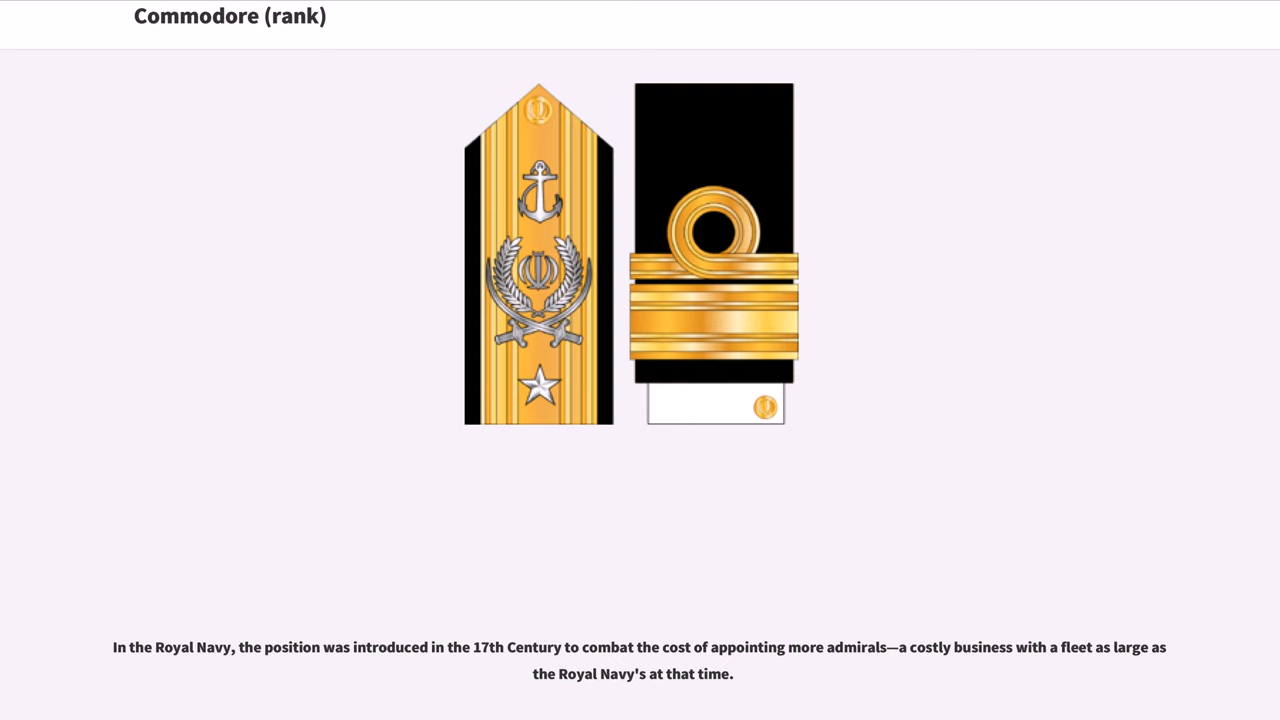 Commodore (rank)
In the Royal Navy, the position was introduced in the 17th Century to combat the cost of appointing more admirals—a costly business with a fleet as large as
the Royal Navy's at that time.